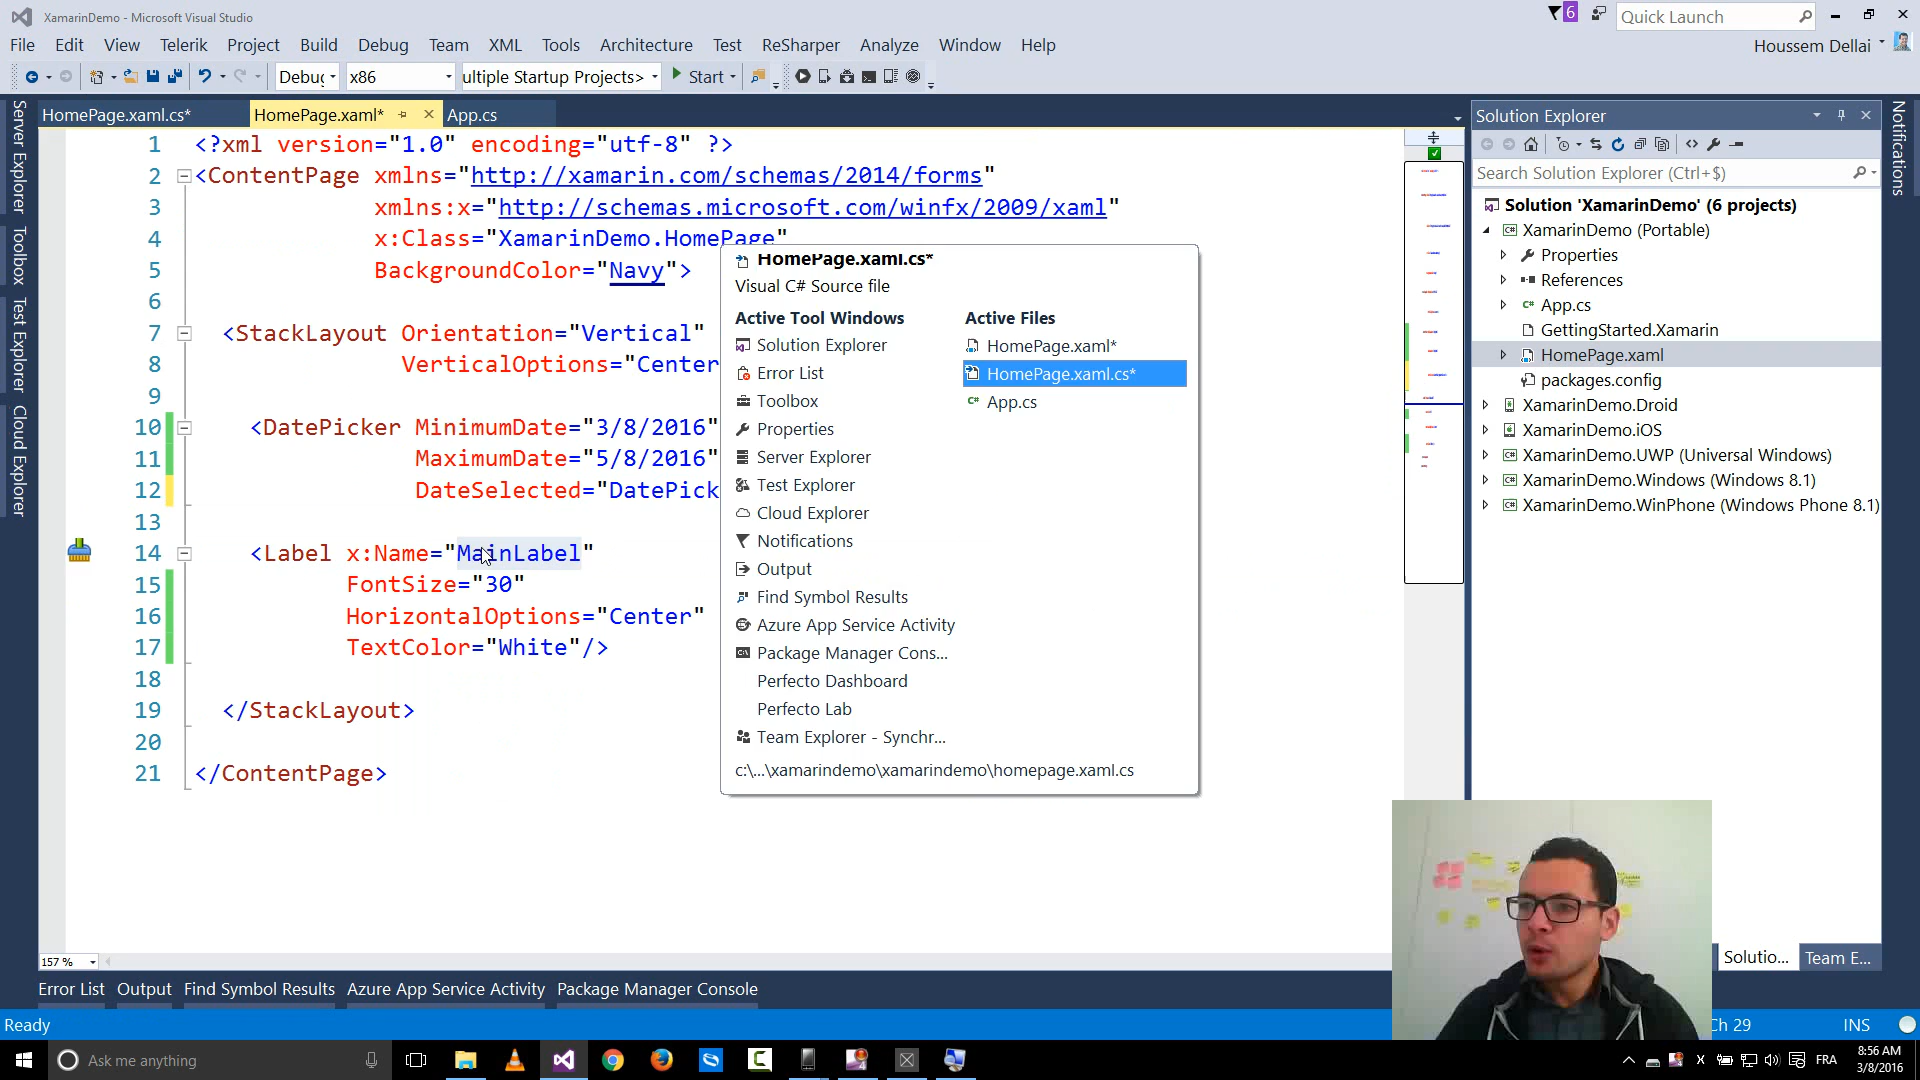 XamarinDemo - Microsoft Visual Studio
6
Quick Launch
File Edit View Telerik Project Build Debug Team XML Tools Architecture Test ReSharper Analyze Window Help
Houssem Dellai
Debug x86 ultiple Startup Projects> Start
HomePage.xaml.cs* HomePage.xaml* App.cs
Server Explorer
Toolbox
Test Explorer
Cloud Explorer
1 <?xml version="1.0" encoding="utf-8" ?>
2 <ContentPage xmlns="http://xamarin.com/schemas/2014/forms"
3 xmlns:x="http://schemas.microsoft.com/winfx/2009/xaml"
4 x:Class="XamarinDemo.HomePage"
5 BackgroundColor="Navy">
6
7 <StackLayout Orientation="Vertical"
8 VerticalOptions="Center
9
10 <DatePicker MinimumDate="3/8/2016"
11 MaximumDate="5/8/2016"
12 DateSelected="DatePick
13
14 <Label x:Name="MainLabel"
15 FontSize="30"
16 HorizontalOptions="Center"
17 TextColor="White"/>
18
19 </StackLayout>
20
21 </ContentPage>
HomePage.xaml.cs*
Visual C# Source file
Active Tool Windows
Solution Explorer
Error List
Toolbox
Properties
Server Explorer
Test Explorer
Cloud Explorer
Notifications
Output
Find Symbol Results
Azure App Service Activity
Package Manager Cons...
Perfecto Dashboard
Perfecto Lab
Team Explorer - Synchr...
Active Files
HomePage.xaml*
HomePage.xaml.cs*
App.cs
c:\...\xamarindemo\xamarindemo\homepage.xaml.cs
Solution Explorer
Search Solution Explorer (Ctrl+$)
Solution 'XamarinDemo' (6 projects)
XamarinDemo (Portable)
Properties
References
App.cs
GettingStarted.Xamarin
HomePage.xaml
packages.config
XamarinDemo.Droid
XamarinDemo.iOS
XamarinDemo.UWP (Universal Windows)
XamarinDemo.Windows (Windows 8.1)
XamarinDemo.WinPhone (Windows Phone 8.1)
Notifications
157 %
Solutio... Team E...
Error List Output Find Symbol Results Azure App Service Activity Package Manager Console
Ready
Ch 29 INS
Ask me anything
FRA
8:56 AM
3/8/2016